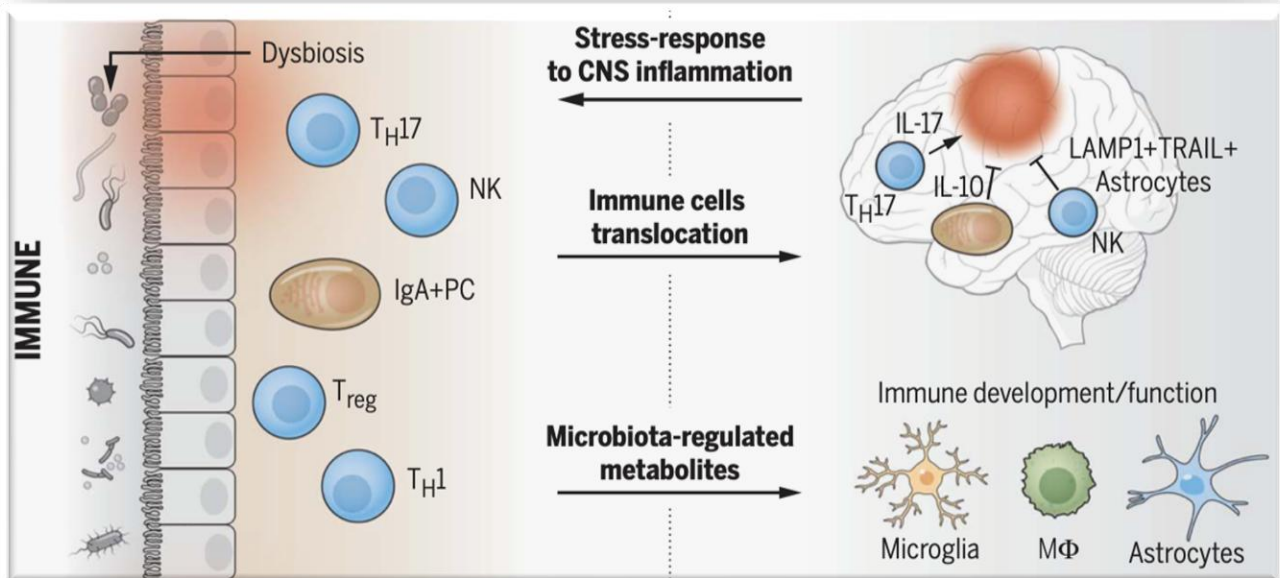 IMMUNE
Dysbiosis
TH17
NK
IgA+PC
Treg
TH1
Stress-response
to CNS inflammation
Immune cells
translocation
Microbiota-regulated
metabolites
IL-17
TH17
IL-10
LAMP1+TRAIL+
Astrocytes
NK
Immune development/function
Microglia
MΦ
Astrocytes